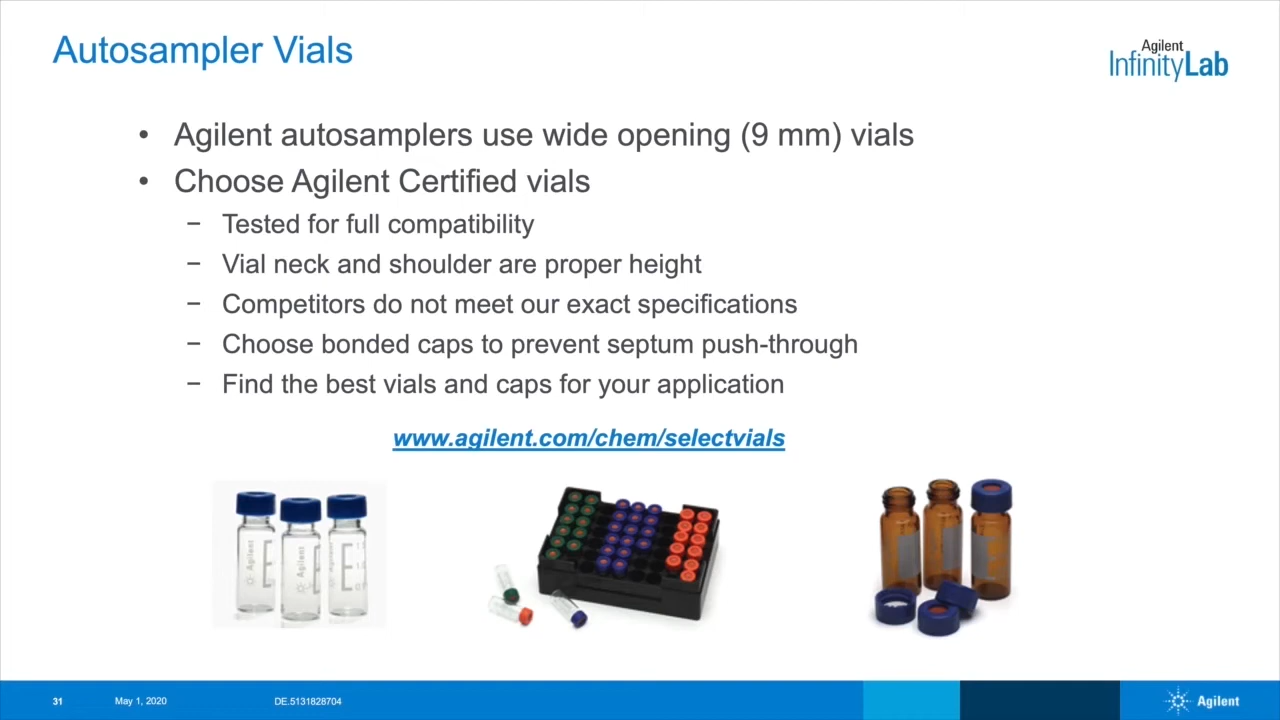 Autosampler Vials
Agilent
InfinityLab
• Agilent autosamplers use wide opening (9 mm) vials
• Choose Agilent Certified vials
− Tested for full compatibility
− Vial neck and shoulder are proper height
− Competitors do not meet our exact specifications
− Choose bonded caps to prevent septum push-through
− Find the best vials and caps for your application
www.agilent.com/chem/selectvials
Agilent
Agilent
Agilent
31 May 1, 2020 DE.5131828704
Agilent